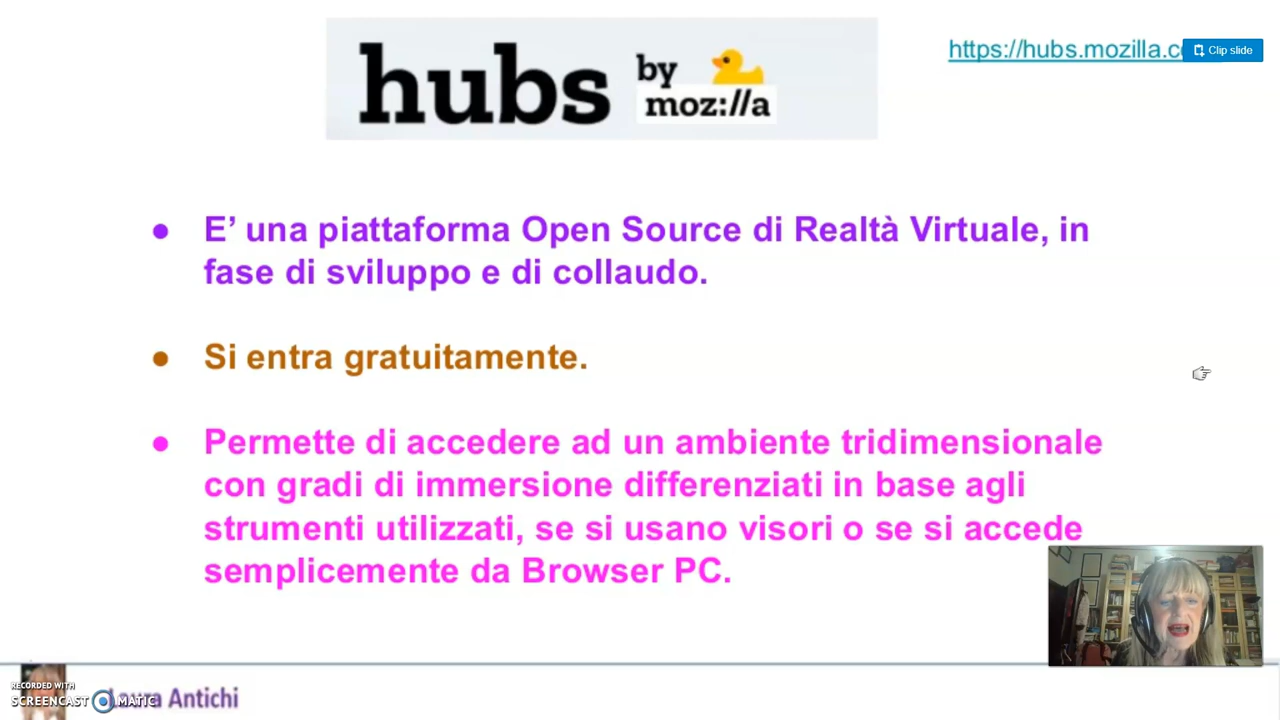 hubs by
moz://a
https://hubs.mozilla.c
Clip slide
● E’ una piattaforma Open Source di Realtà Virtuale, in
fase di sviluppo e di collaudo.
● Si entra gratuitamente.
● Permette di accedere ad un ambiente tridimensionale
con gradi di immersione differenziati in base agli
strumenti utilizzati, se si usano visori o se si accede
semplicemente da Browser PC.
RECORDED WITH
SCREENCAST MATIC
Laura Antichi